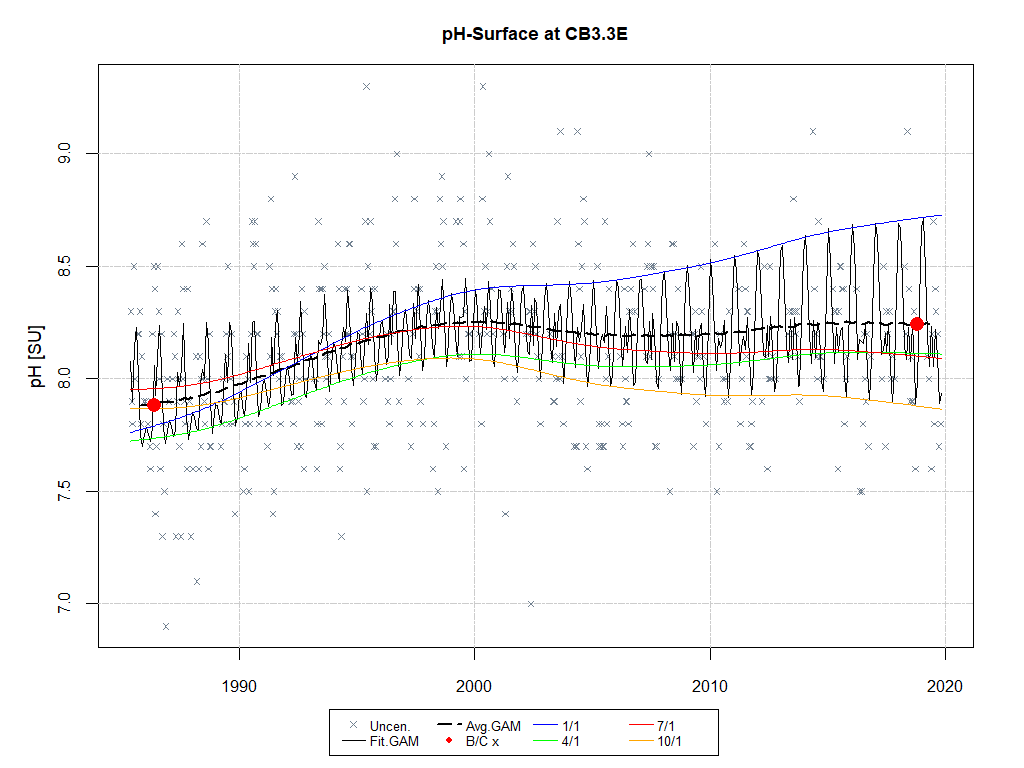 pH-Surface at CB3.3E
pH [SU]
9.0
8.5
8.0
7.5
7.0
1990 2000 2010 2020
Uncen. Avg.GAM 1/1 7/1
Fit.GAM B/C x 4/1 10/1